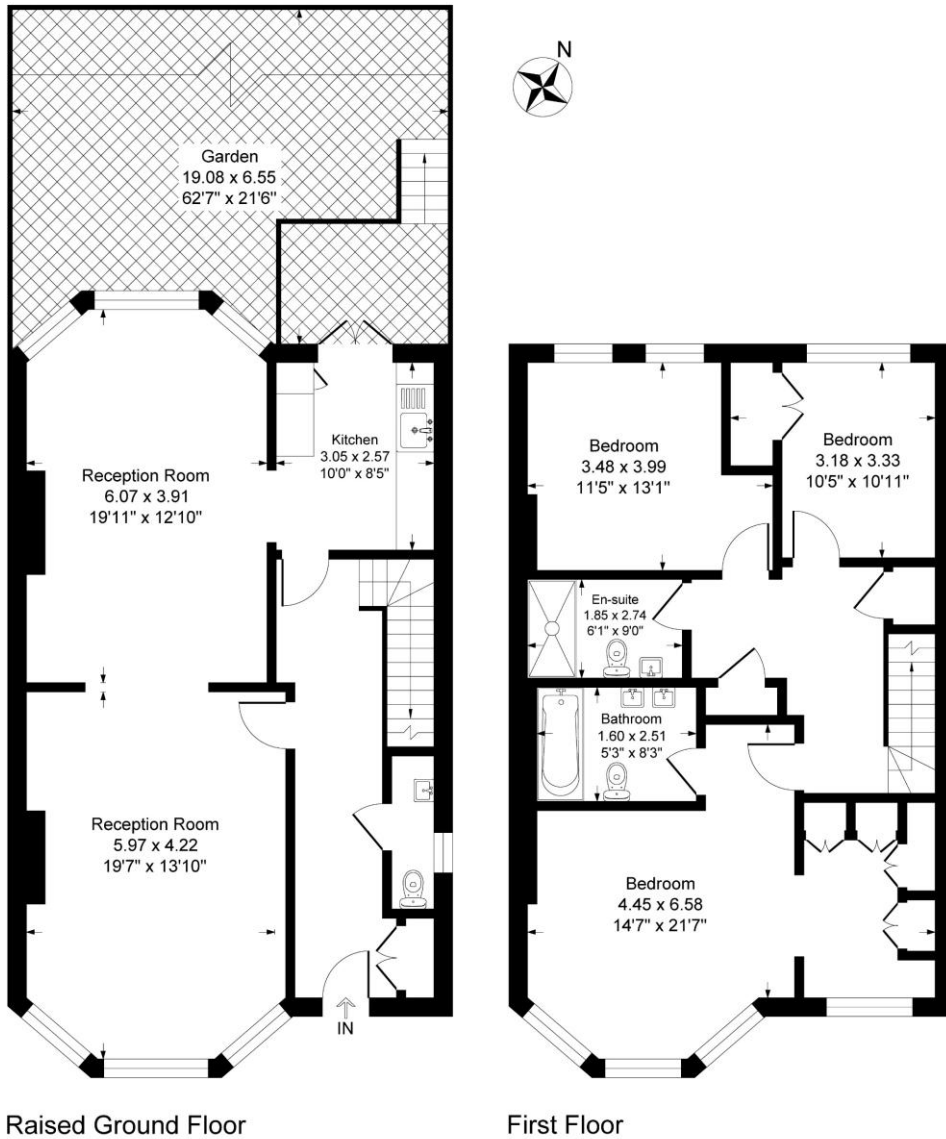 N
Garden
19.08 x 6.55
62'7" x 21'6"
Kitchen
3.05 x 2.57
10'0" x 8'5"
Reception Room
6.07 x 3.91
19'11" x 12'10"
Reception Room
5.97 x 4.22
19'7" x 13'10"
IN
Raised Ground Floor
Bedroom
3.48 x 3.99
11'5" x 13'1"
Bedroom
3.18 x 3.33
10'5" x 10'11"
En-suite
1.85 x 2.74
6'1" x 9'0"
Bathroom
1.60 x 2.51
5'3" x 8'3"
Bedroom
4.45 x 6.58
14'7" x 21'7"
First Floor